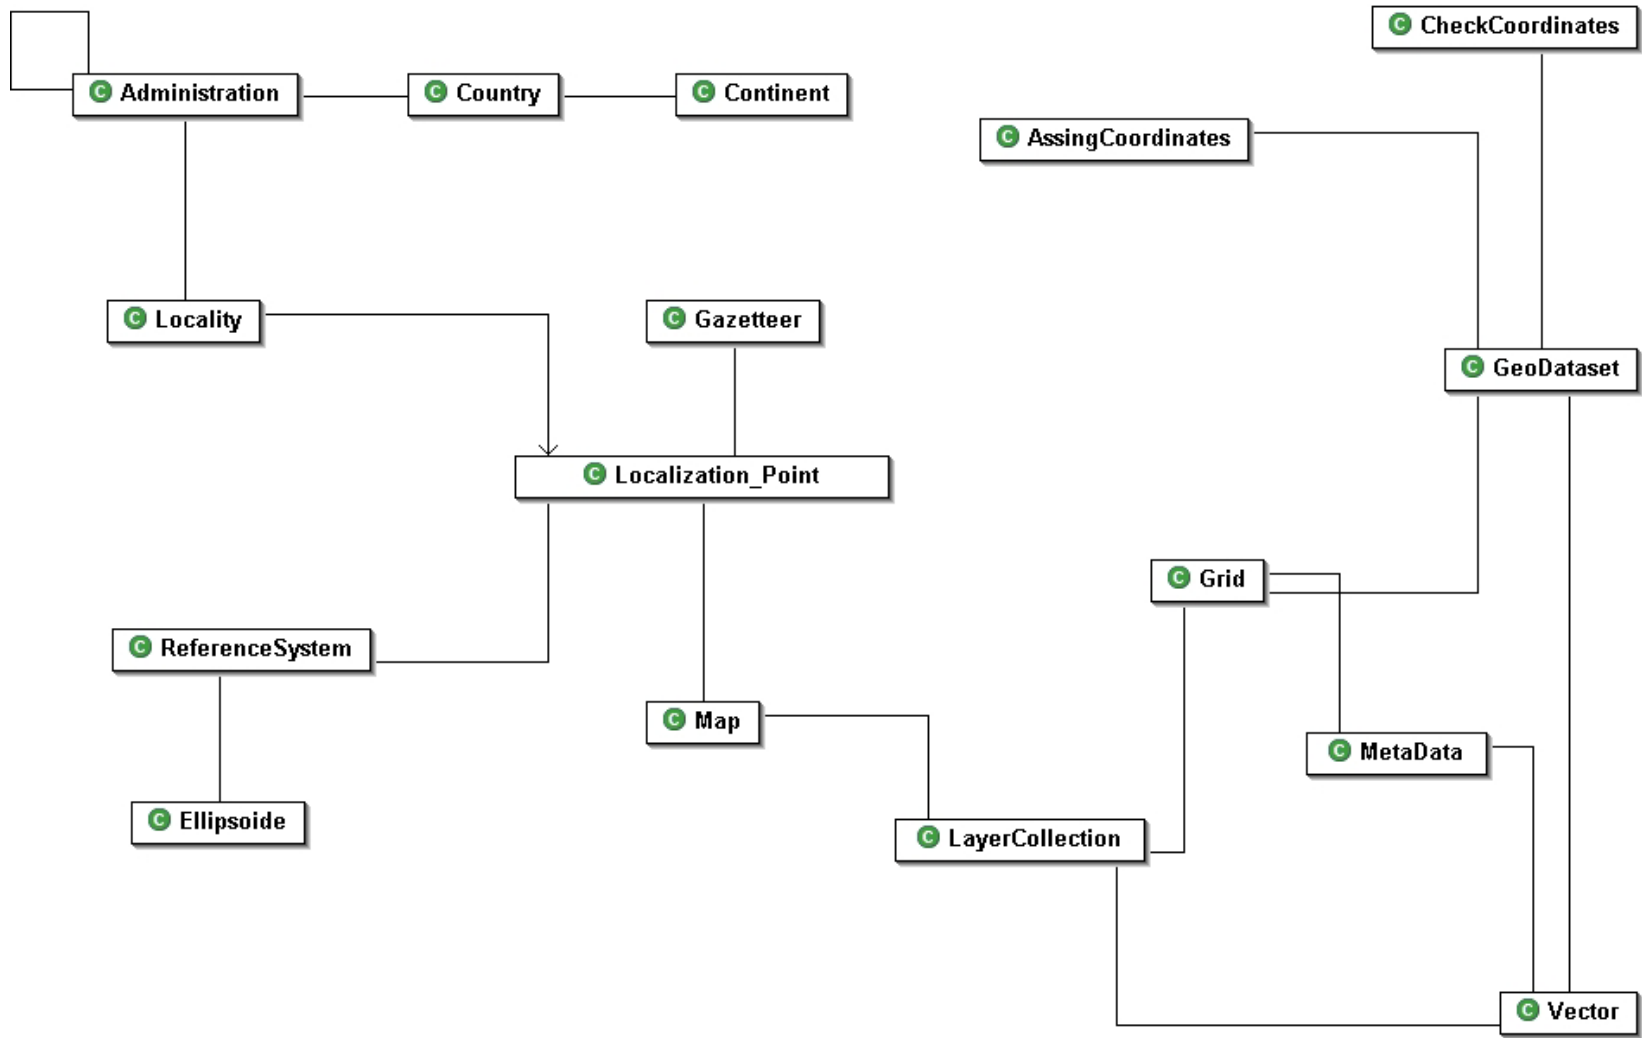 C CheckCoordinates
C Administration
C Country
C Continent
C AssingCoordinates
C Locality
C Gazetteer
C GeoDataset
C Localization_Point
C Grid
C ReferenceSystem
C Map
C MetaData
C Ellipsoide
C LayerCollection
C Vector